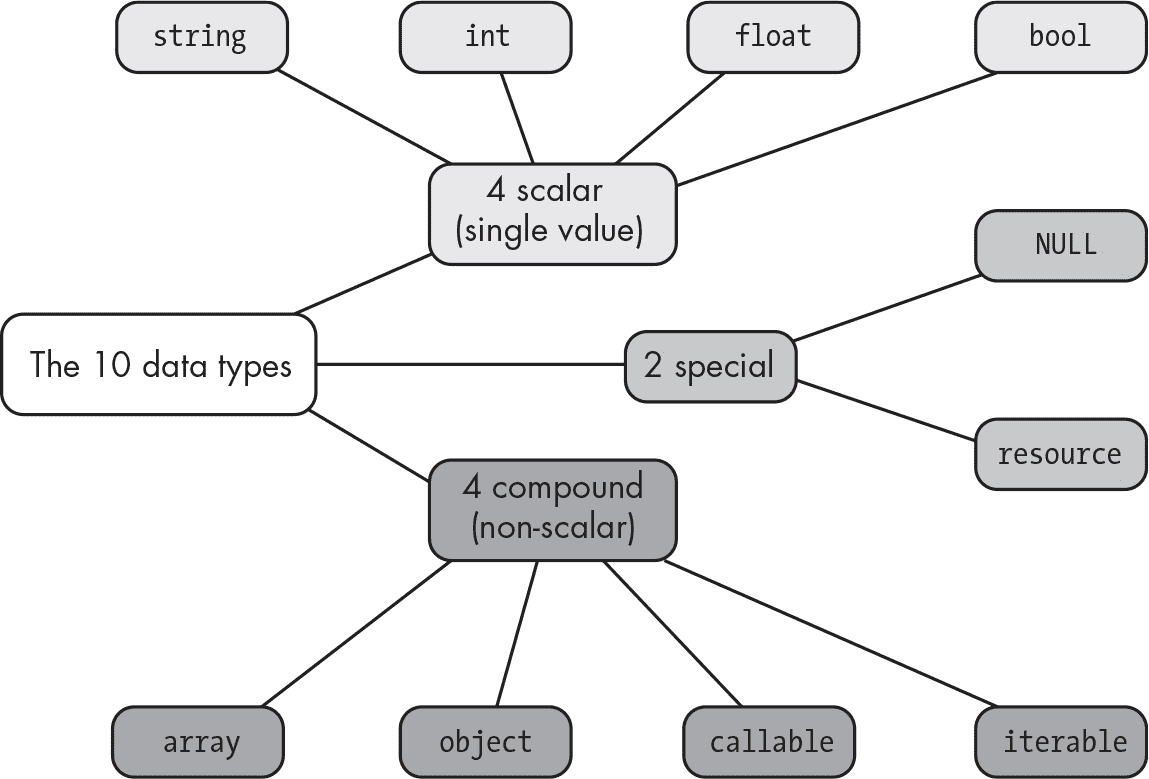 string
int
float
bool
4 scalar
(single value)
NULL
The 10 data types
2 special
resource
4 compound
(non-scalar)
array
object
callable
iterable